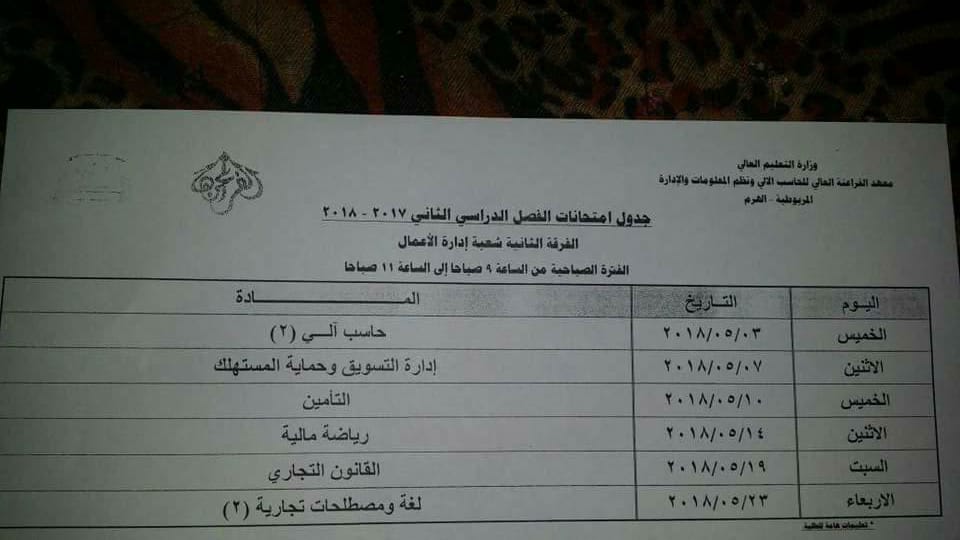 وزارة التعليم العالي
معهد الفراعنة العالي للحاسب الالي ونظم المعلومات والإدارة
المريوطية - الهرم
جدول امتحانات الفصل الدراسي الثاني ٢٠١٧ - ٢٠١٨
الفرقة الثانية شعبة إدارة الأعمال
الفترة الصباحية من الساعة ٩ صباحا إلى الساعة ١١ صباحا
اليوم التاريخ المادة
الخميس ٢٠١٨/٠٥/٠٣ حاسب آلي (٢)
الاثنين ٢٠١٨/٠٥/٠٧ إدارة التسويق وحماية المستهلك
الخميس ٢٠١٨/٠٥/١٠ التأمين
الاثنين ٢٠١٨/٠٥/١٤ رياضة مالية
السبت ٢٠١٨/٠٥/١٩ القانون التجاري
الاربعاء ٢٠١٨/٠٥/٢٣ لغة ومصطلحات تجارية (٢)
* تعليمات هامة للطلبة